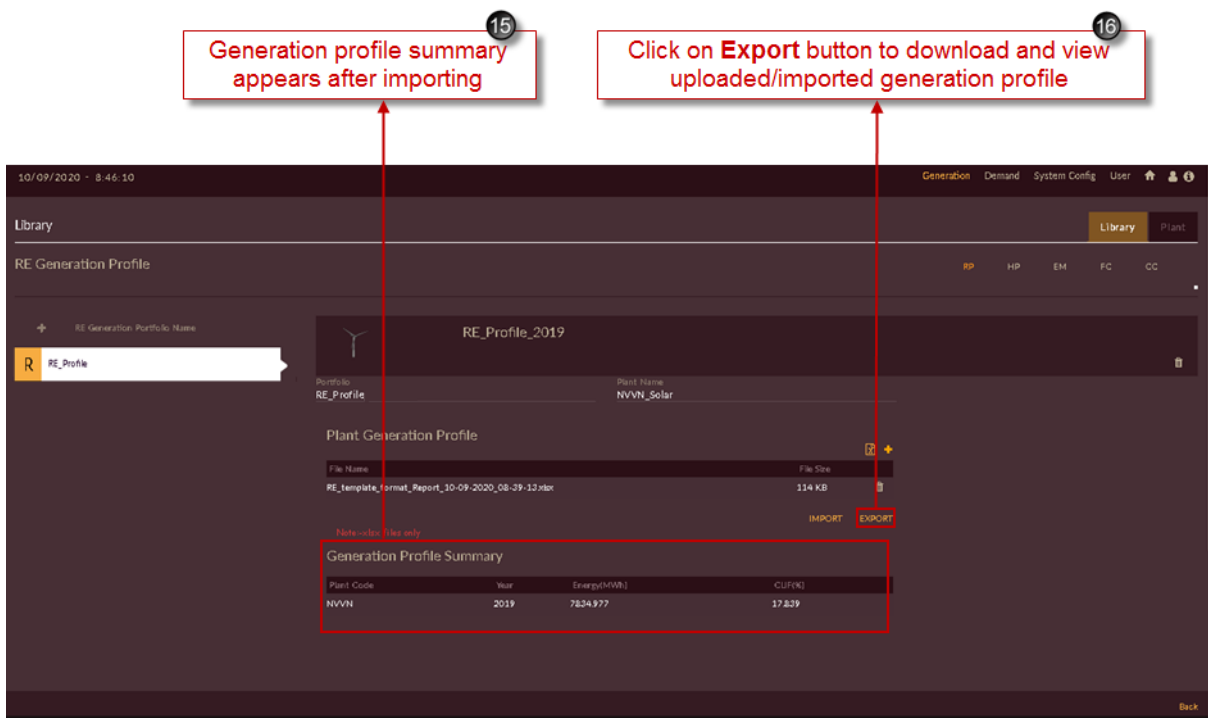 15
Generation profile summary
appears after importing
16
Click on Export button to download and view
uploaded/imported generation profile
10/09/2020 - 8:46:10
Generation Demand System Config User
Library
Library Plant
RE Generation Profile
RP HP EM FC CC
RE Generation Portfolio Name
R RE_Profile
RE_Profile_2019
Portfolio Plant Name
RE_Profile NVVN_Solar
Plant Generation Profile
File Name File Size
RE_template_format_Report_10-09-2020_08-39-13.xlsx 114 KB
IMPORT EXPORT
Note:-xlsx files only
Generation Profile Summary
Plant Code Year Energy(MWh) CUF(%)
NVVN 2019 7834.977 17.839
Back